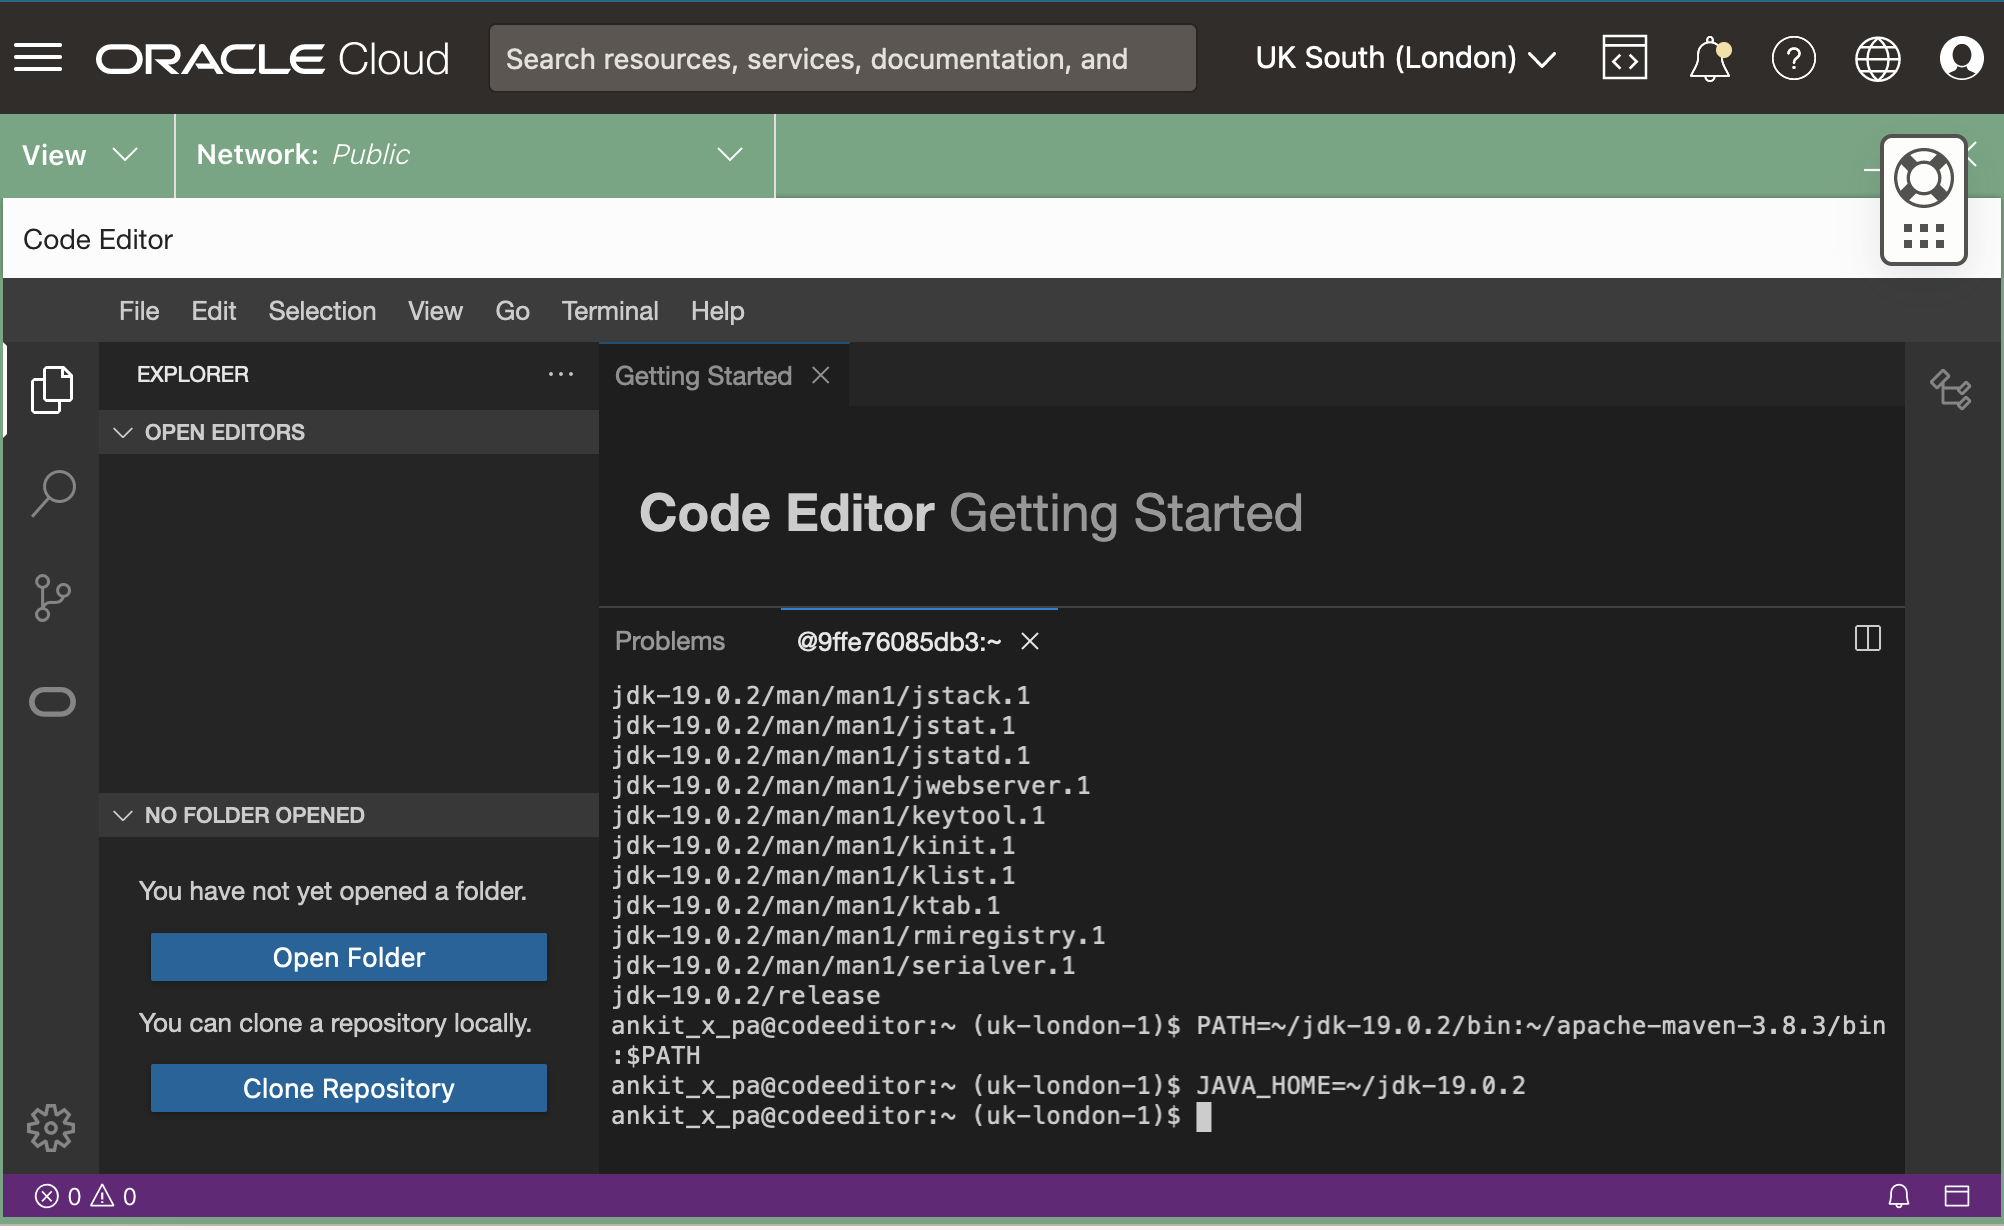 ORACLE Cloud
Search resources, services, documentation, and
UK South (London)
View
Network: Public
Code Editor
File Edit Selection View Go Terminal Help
EXPLORER
OPEN EDITORS
NO FOLDER OPENED
You have not yet opened a folder.
Open Folder
You can clone a repository locally.
Clone Repository
Getting Started
Code Editor Getting Started
Problems
@9ffe76085db3:~
jdk-19.0.2/man/man1/jstack.1
jdk-19.0.2/man/man1/jstat.1
jdk-19.0.2/man/man1/jstatd.1
jdk-19.0.2/man/man1/jwebserver.1
jdk-19.0.2/man/man1/keytool.1
jdk-19.0.2/man/man1/kinit.1
jdk-19.0.2/man/man1/klist.1
jdk-19.0.2/man/man1/ktab.1
jdk-19.0.2/man/man1/rmiregistry.1
jdk-19.0.2/man/man1/serialver.1
jdk-19.0.2/release
ankit_x_pa@codeeditor:~ (uk-london-1)$ PATH=~/jdk-19.0.2/bin:~/apache-maven-3.8.3/bin
:$PATH
ankit_x_pa@codeeditor:~ (uk-london-1)$ JAVA_HOME=~/jdk-19.0.2
ankit_x_pa@codeeditor:~ (uk-london-1)$
0 0